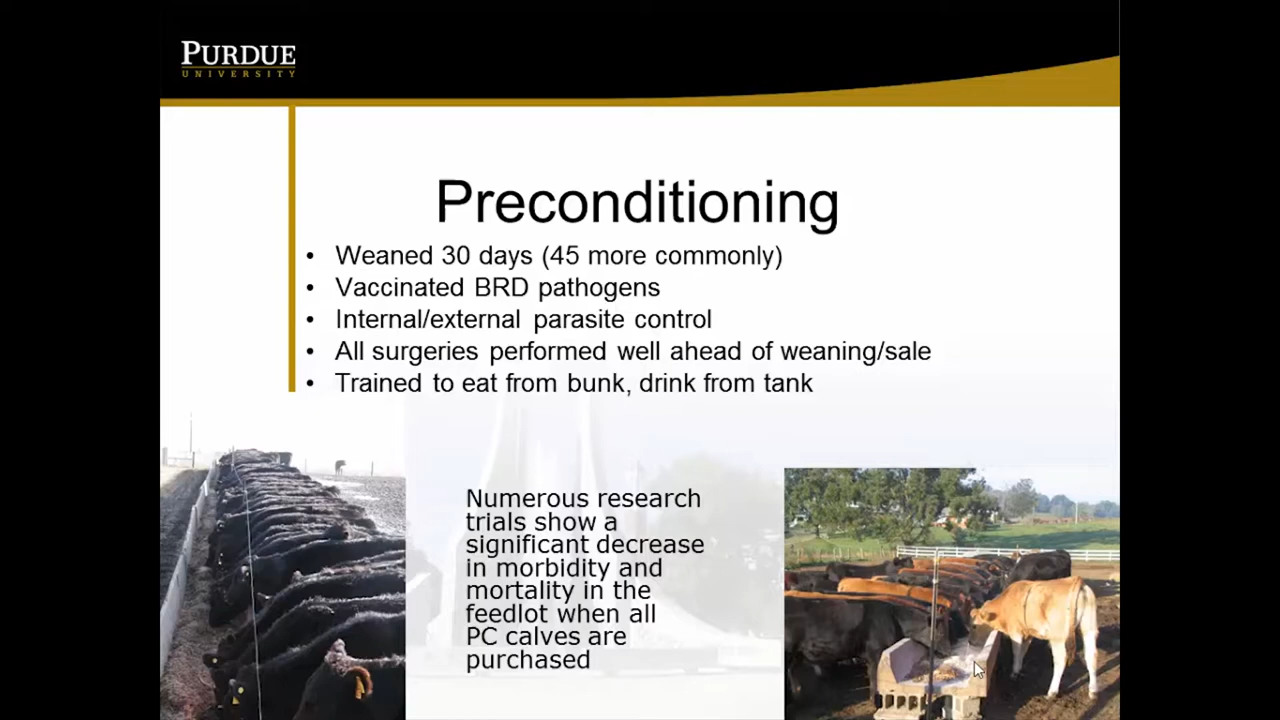 PURDUE
UNIVERSITY
Preconditioning
• Weaned 30 days (45 more commonly)
• Vaccinated BRD pathogens
• Internal/external parasite control
• All surgeries performed well ahead of weaning/sale
• Trained to eat from bunk, drink from tank
Numerous research
trials show a
significant decrease
in morbidity and
mortality in the
feedlot when all
PC calves are
purchased